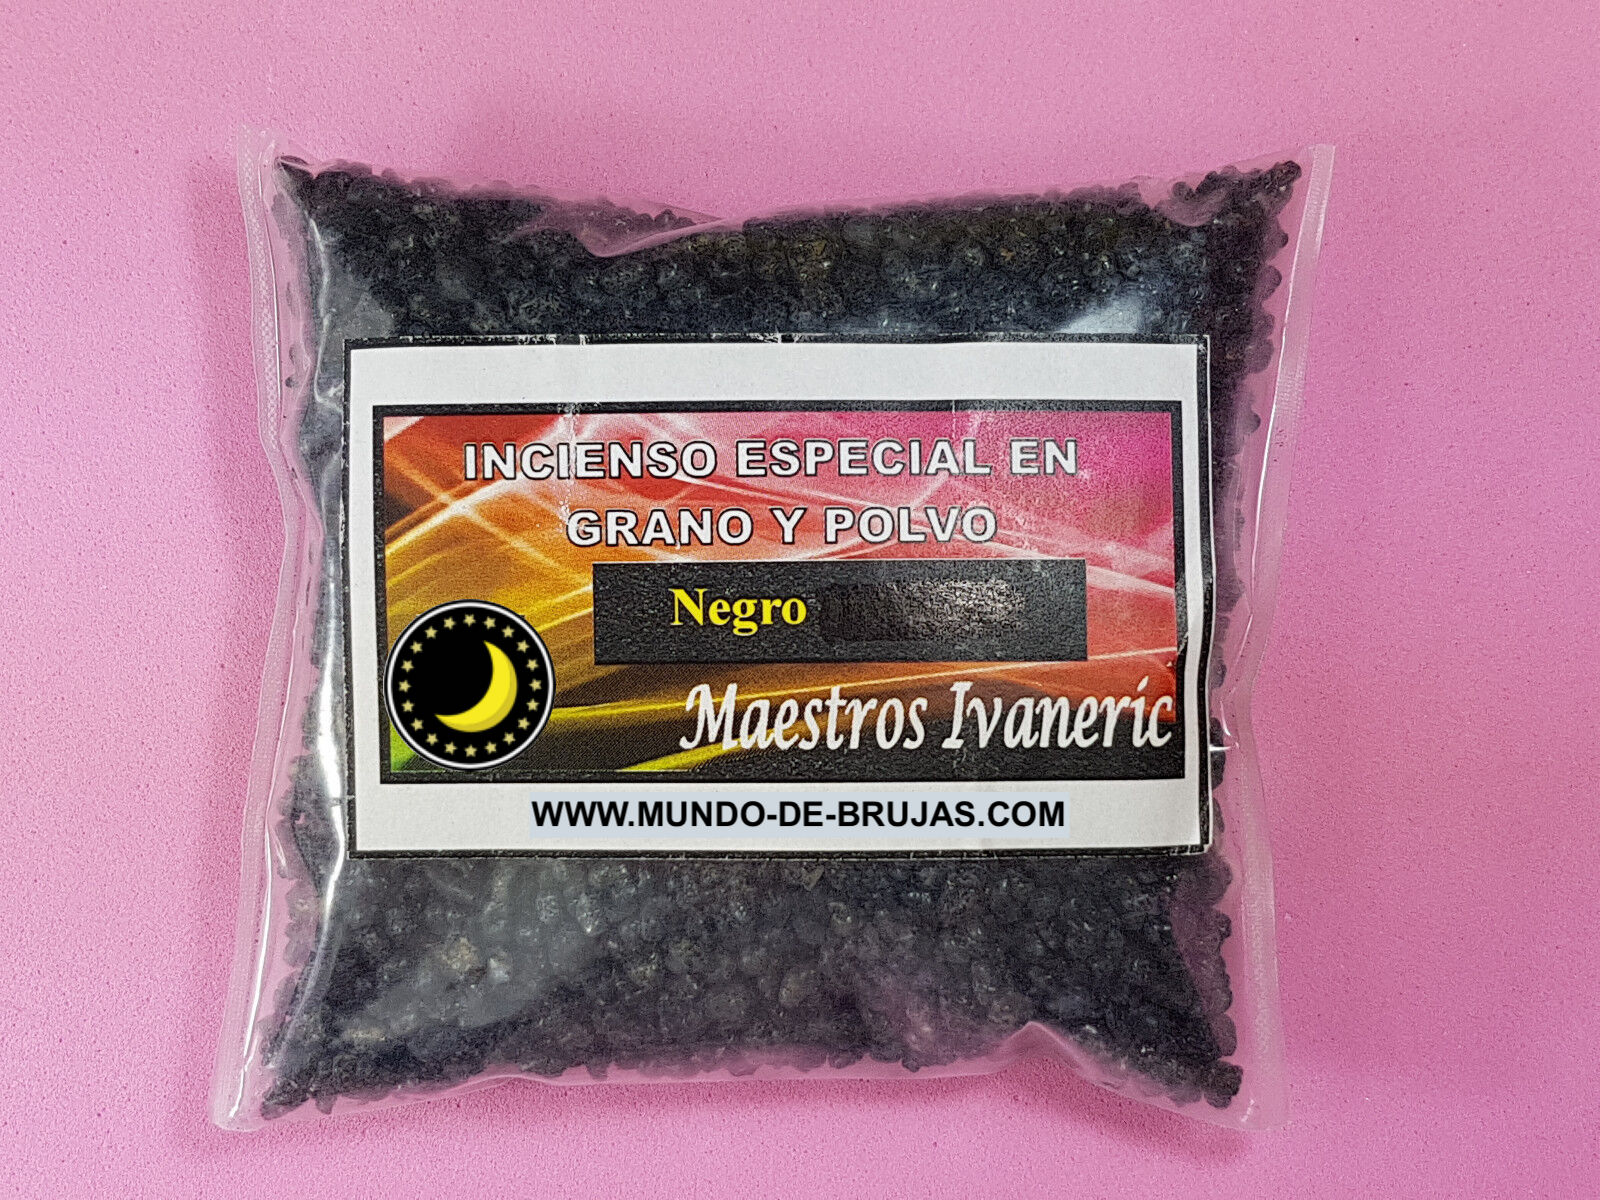 INCIENSO ESPECIAL EN
GRANO Y POLVO
Negro
Maestros Ivaneric
WWW.MUNDO-DE-BRUJAS.COM